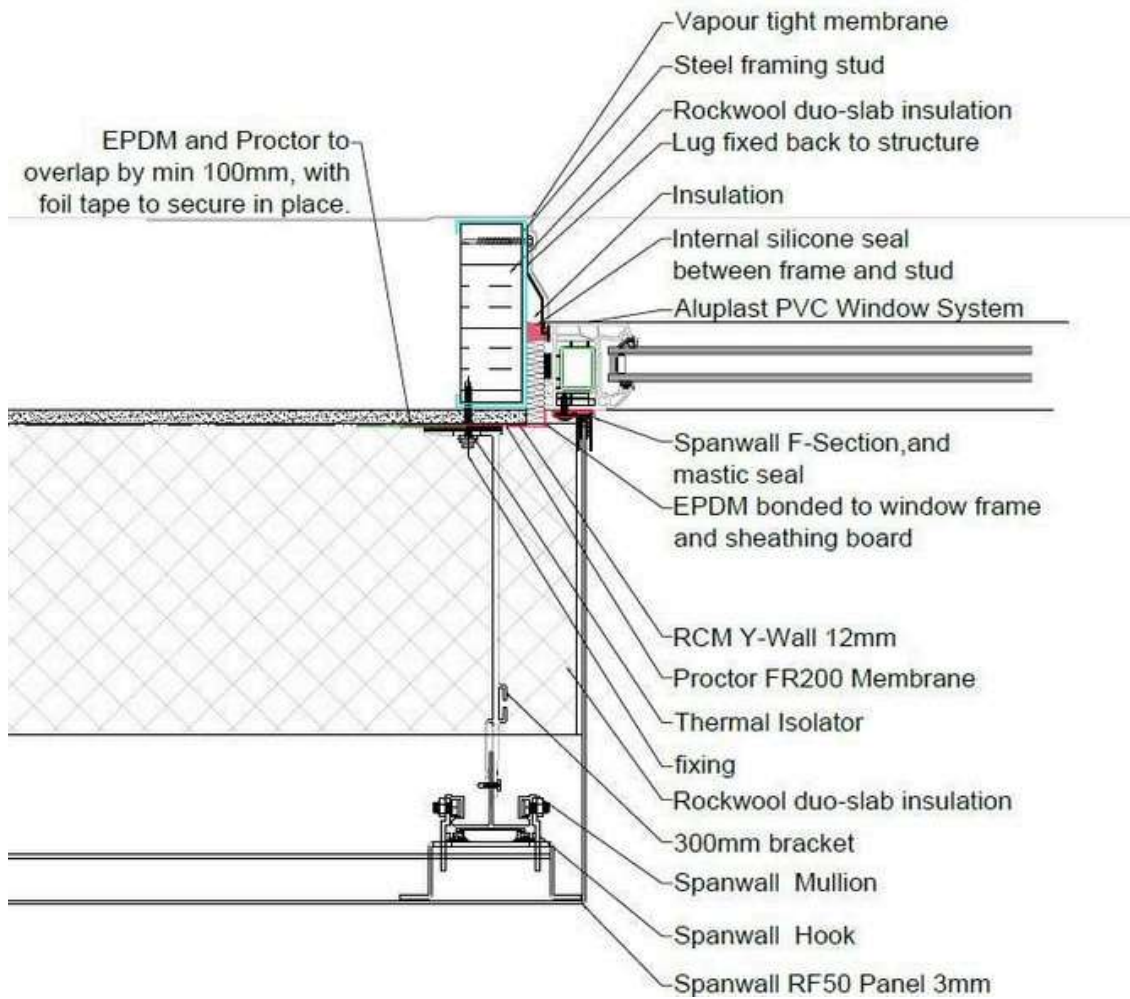 Vapour tight membrane
Steel framing stud
Rockwool duo-slab insulation
Lug fixed back to structure
EPDM and Proctor to
overlap by min 100mm, with
foil tape to secure in place.
Insulation
Internal silicone seal
between frame and stud
Aluplast PVC Window System
Spanwall F-Section,and
mastic seal
EPDM bonded to window frame
and sheathing board
RCM Y-Wall 12mm
Proctor FR200 Membrane
Thermal Isolator
fixing
Rockwool duo-slab insulation
300mm bracket
Spanwall Mullion
Spanwall Hook
Spanwall RF50 Panel 3mm